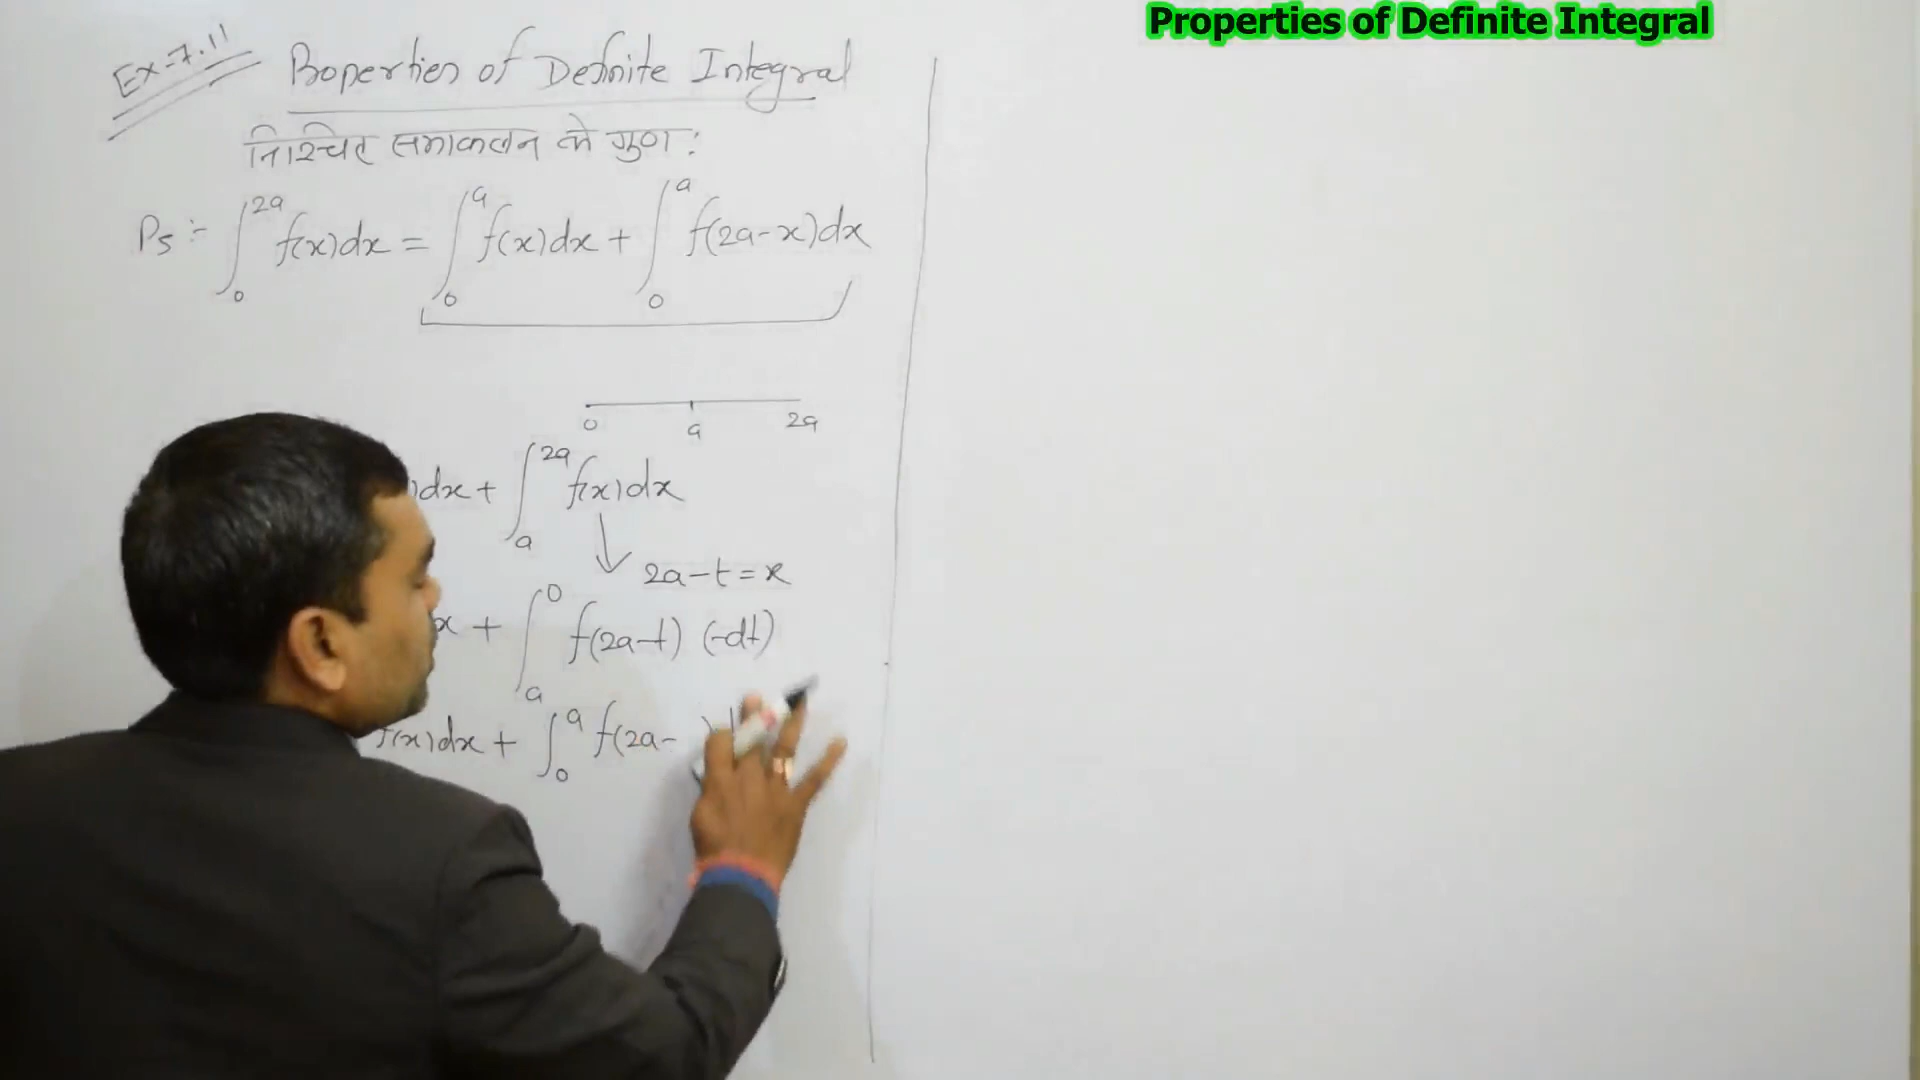 Properties of Definite Integral
Ex-7.11
Properties of Definite Integral
निश्चित समाकलन के गुण:
P5 :- ∫₀^2a f(x)dx = ∫₀^a f(x)dx + ∫₀^a f(2a-x)dx
0 a 2a
)dx + ∫ₐ^2a f(x)dx
2a-t=x
x + ∫ₐ^0 f(2a-t) (-dt)
f(x)dx + ∫₀^a f(2a-